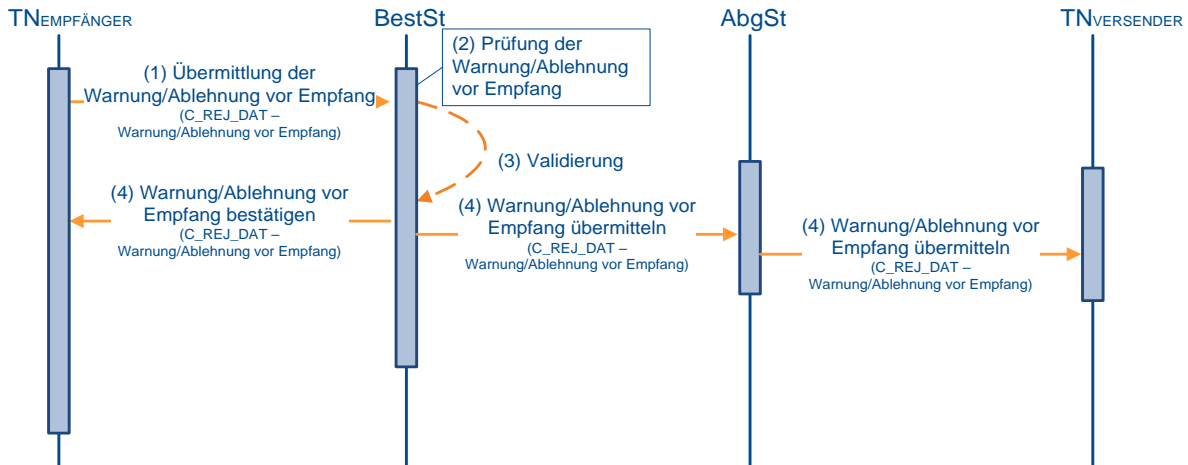 TNEMPFÄNGER
BestSt
AbgSt
TNVERSENDER
(2) Prüfung der
Warnung/Ablehnung
vor Empfang
(1) Übermittlung der
Warnung/Ablehnung vor Empfang
(C_REJ_DAT –
Warnung/Ablehnung vor Empfang)
(3) Validierung
(4) Warnung/Ablehnung vor
Empfang bestätigen
(C_REJ_DAT –
Warnung/Ablehnung vor Empfang)
(4) Warnung/Ablehnung vor
Empfang übermitteln
(C_REJ_DAT –
Warnung/Ablehnung vor Empfang)
(4) Warnung/Ablehnung vor
Empfang übermitteln
(C_REJ_DAT –
Warnung/Ablehnung vor Empfang)